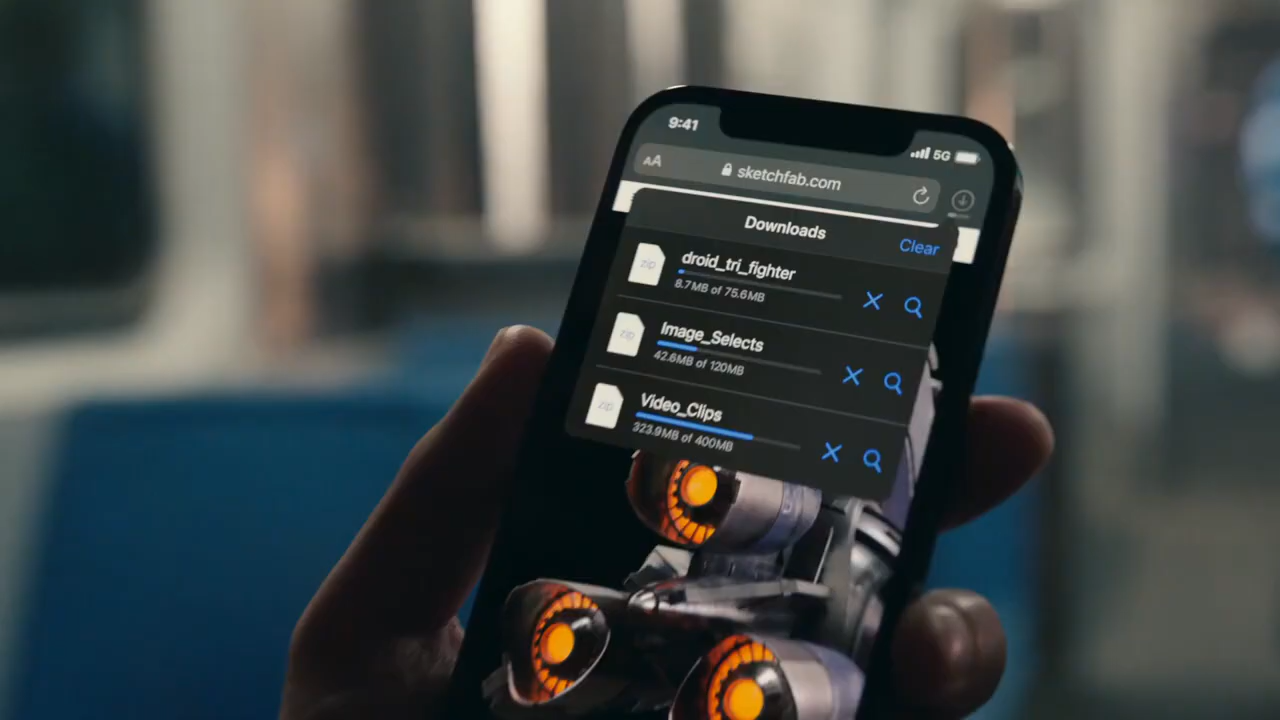 9:41
5G
AA
sketchfab.com
Downloads
Clear
zip
droid_tri_fighter
8.7MB of 75.6MB
zip
Image_Selects
42.6MB of 120MB
zip
Video_Clips
323.9MB of 400MB